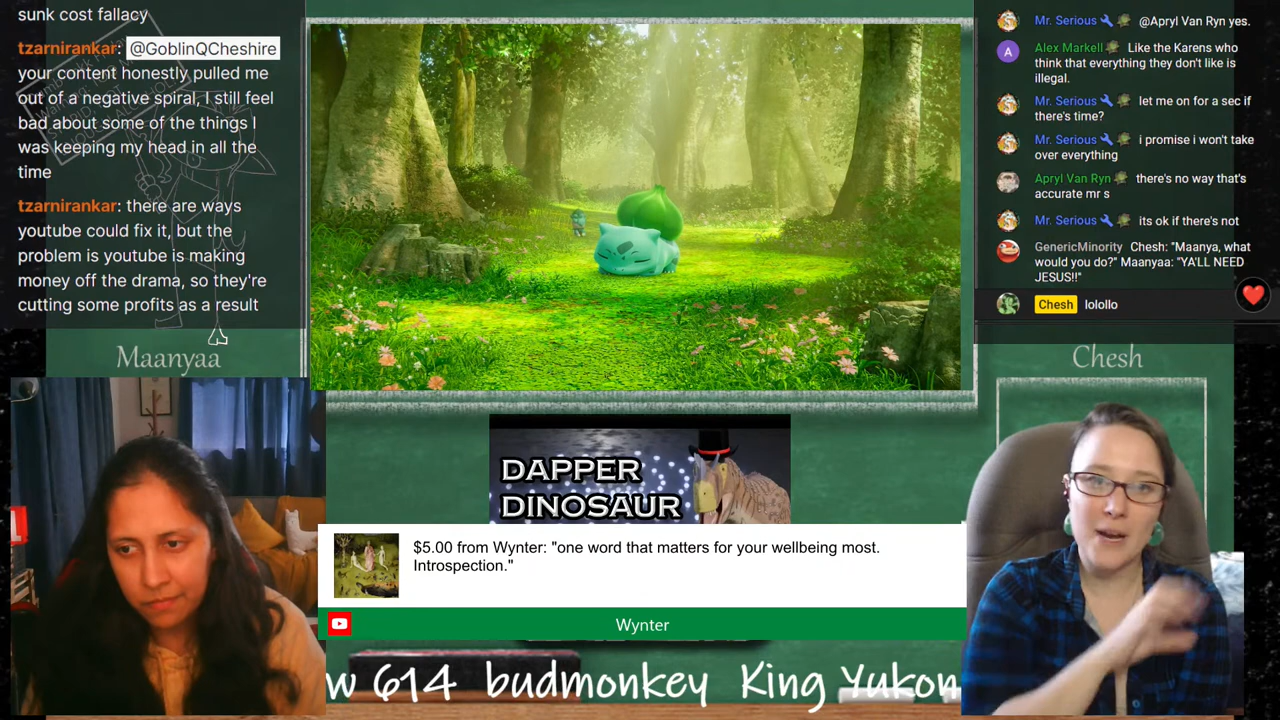 sunk cost fallacy
tzarnirankar: @GoblinQCheshire
your content honestly pulled me
out of a negative spiral, I still feel
bad about some of the things I
was keeping my head in all the
time
tzarnirankar: there are ways
youtube could fix it, but the
problem is youtube is making
money off the drama, so they're
cutting some profits as a result
Maanyaa
Mr. Serious @Apryl Van Ryn yes.
A
Alex Markell Like the Karens who
think that everything they don't like is
illegal.
Mr. Serious let me on for a sec if
there's time?
Mr. Serious i promise i won't take
over everything
Apryl Van Ryn there's no way that's
accurate mr s
Mr. Serious its ok if there's not
GenericMinority Chesh: "Maanya, what
would you do?" Maanyaa: "YA'LL NEED
JESUS!!"
Chesh lolollo
Chesh
DAPPER
DINOSAUR
$5.00 from Wynter: "one word that matters for your wellbeing most.
Introspection."
Wynter
w 614 budmonkey King Yukon